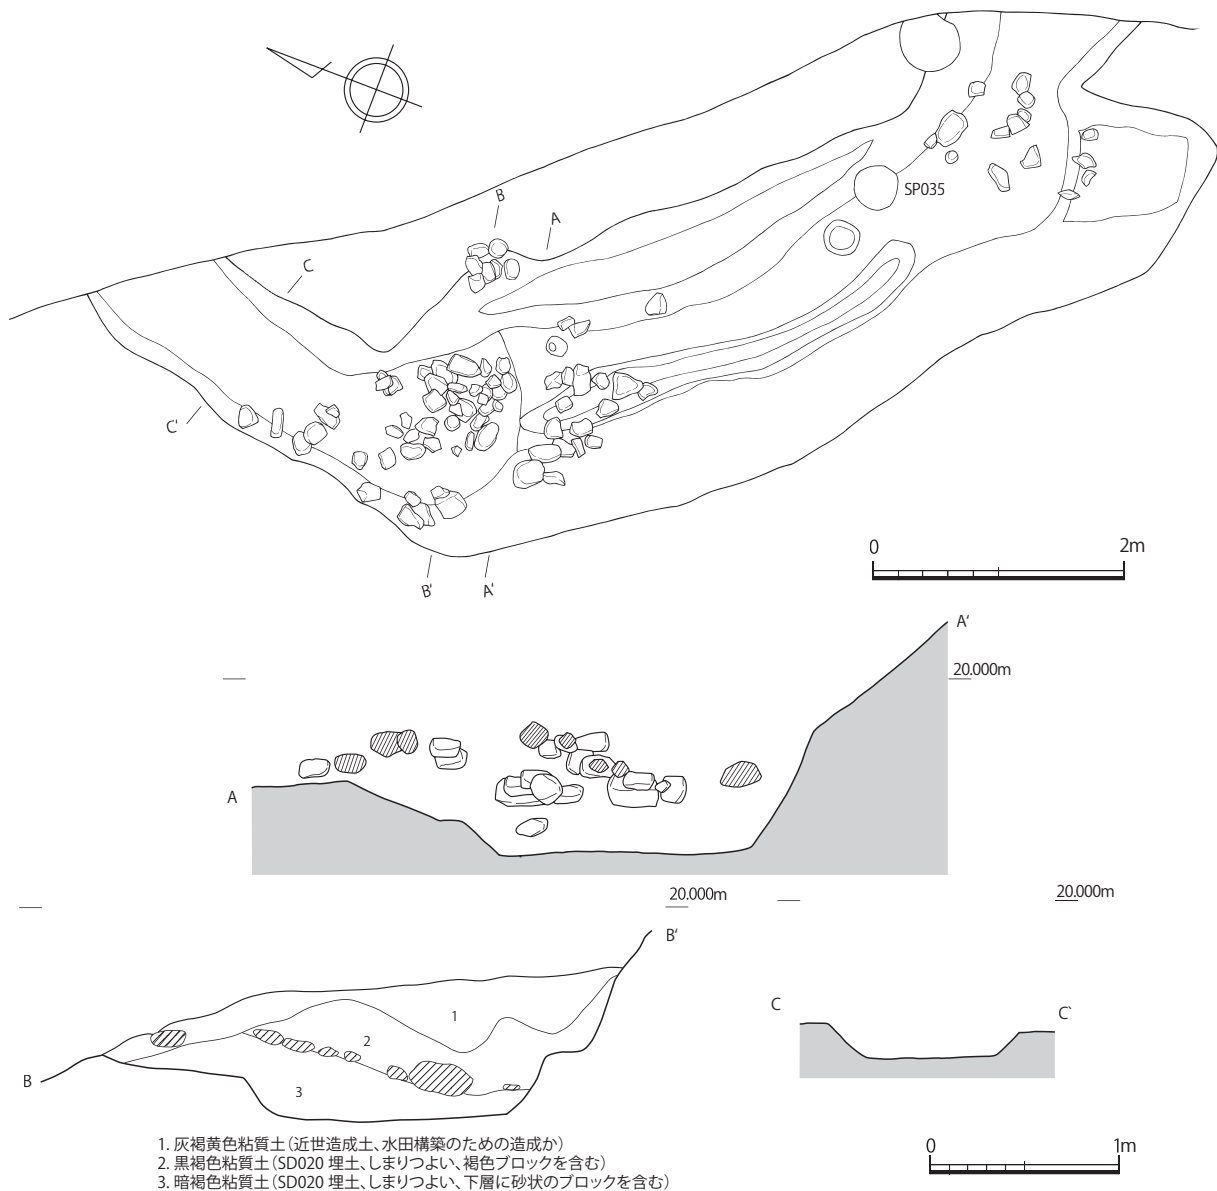 B
A
SP035
C
C'
0 2m
B'
A'
A'
20.000m
A
20.000m
20.000m
B'
C
C'
1
2
B
3
1. 灰褐黄色粘質土（近世造成土、水田構築のための造成か）
2. 黒褐色粘質土（SD020 埋土、しまりつよい、褐色ブロックを含む）
3. 暗褐色粘質土（SD020 埋土、しまりつよい、下層に砂状のブロックを含む）
0 1m